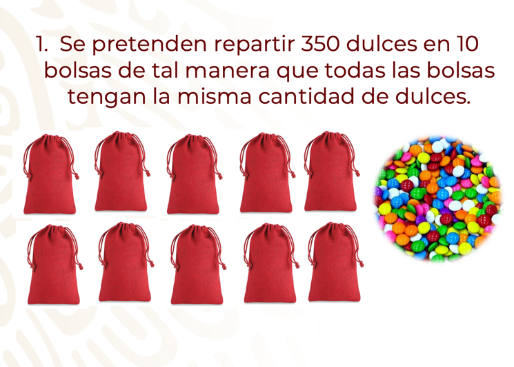 1. Se pretenden repartir 350 dulces en 10
bolsas de tal manera que todas las bolsas
tengan la misma cantidad de dulces.